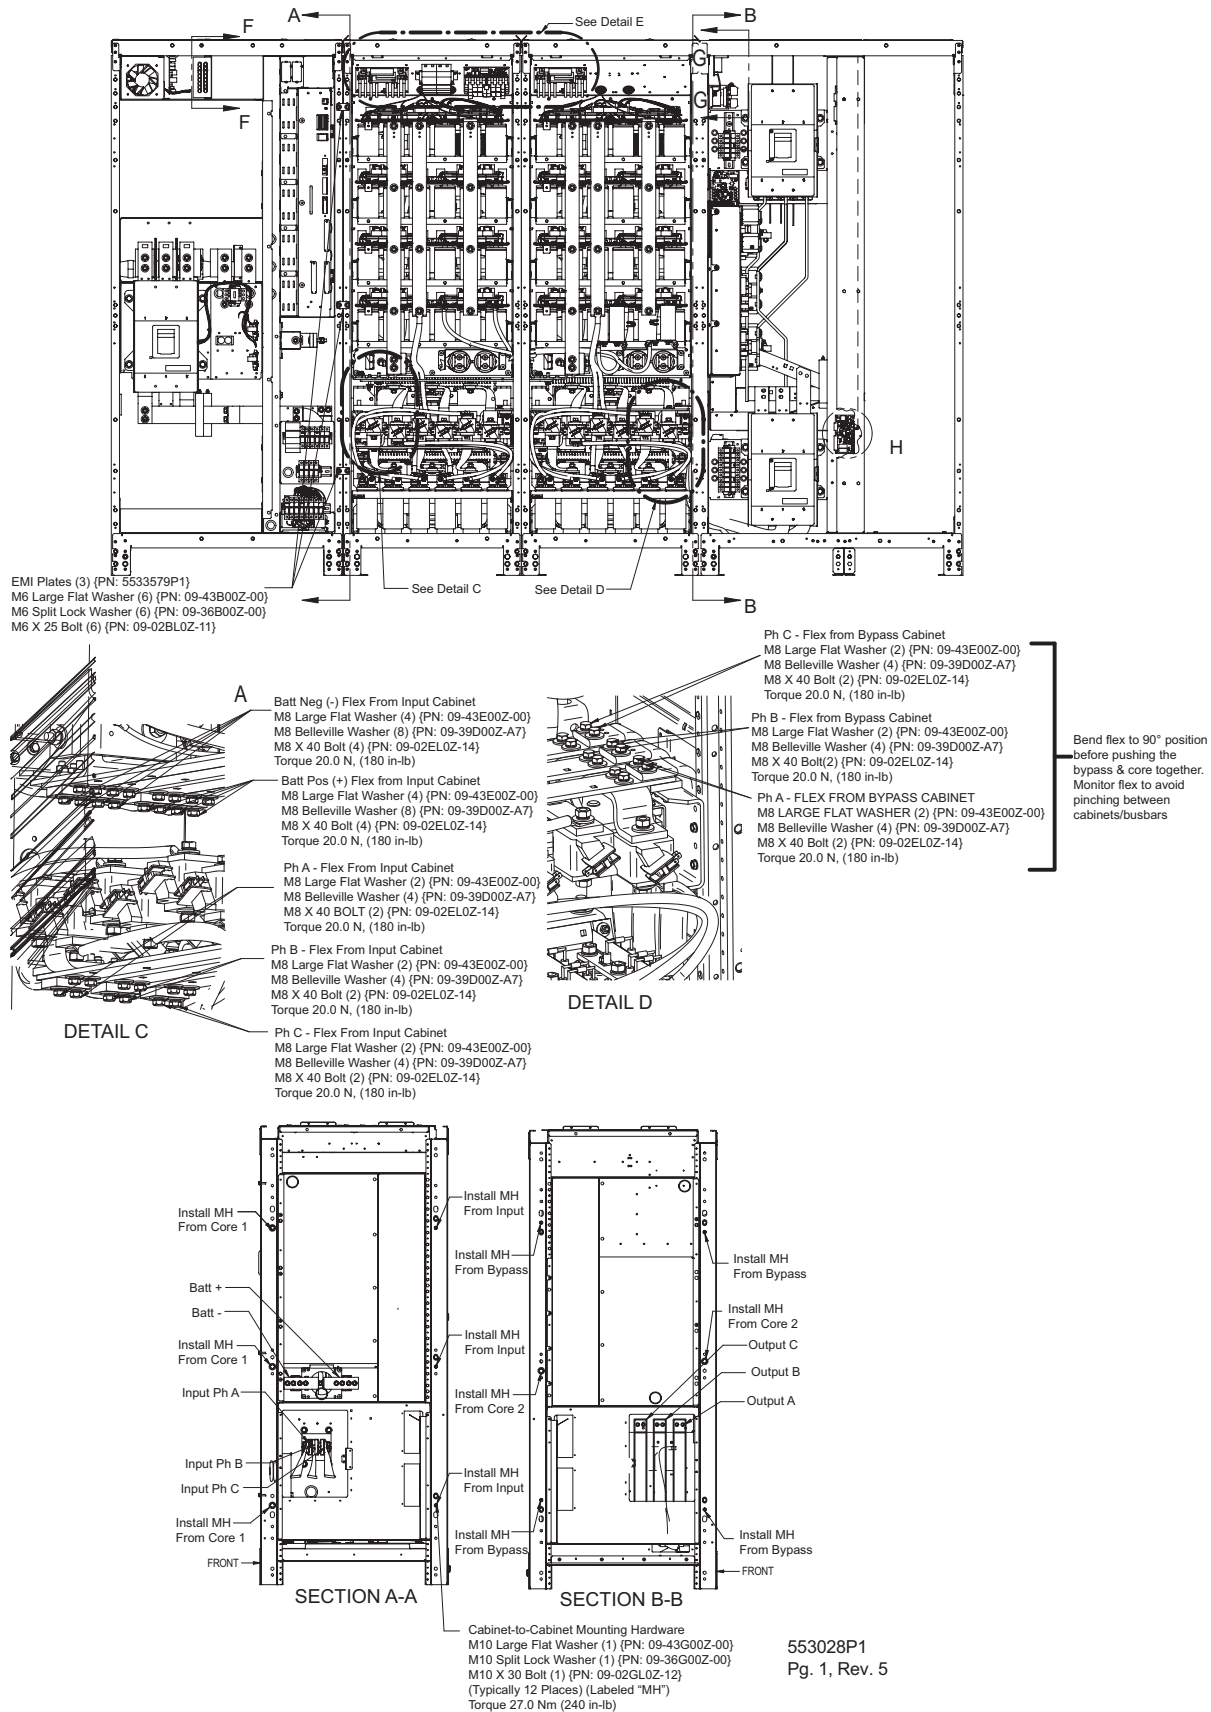 A
See Detail E
B
F
G
F
G
H
EMI Plates (3) {PN: 5533579P1}
M6 Large Flat Washer (6) {PN: 09-43B00Z-00}
M6 Split Lock Washer (6) {PN: 09-36B00Z-00}
M6 X 25 Bolt (6) {PN: 09-02BL0Z-11}
See Detail C
See Detail D
B
A
Batt Neg (-) Flex From Input Cabinet
M8 Large Flat Washer (4) {PN: 09-43E00Z-00}
M8 Belleville Washer (8) {PN: 09-39D00Z-A7}
M8 X 40 Bolt (4) {PN: 09-02EL0Z-14}
Torque 20.0 N, (180 in-lb)
Batt Pos (+) Flex from Input Cabinet
M8 Large Flat Washer (4) {PN: 09-43E00Z-00}
M8 Belleville Washer (8) {PN: 09-39D00Z-A7}
M8 X 40 Bolt (4) {PN: 09-02EL0Z-14}
Torque 20.0 N, (180 in-lb)
Ph A - Flex From Input Cabinet
M8 Large Flat Washer (2) {PN: 09-43E00Z-00}
M8 Belleville Washer (4) {PN: 09-39D00Z-A7}
M8 X 40 BOLT (2) {PN: 09-02EL0Z-14}
Torque 20.0 N, (180 in-lb)
Ph B - Flex From Input Cabinet
M8 Large Flat Washer (2) {PN: 09-43E00Z-00}
M8 Belleville Washer (4) {PN: 09-39D00Z-A7}
M8 X 40 Bolt (2) {PN: 09-02EL0Z-14}
Torque 20.0 N, (180 in-lb)
Ph C - Flex From Input Cabinet
M8 Large Flat Washer (2) {PN: 09-43E00Z-00}
M8 Belleville Washer (4) {PN: 09-39D00Z-A7}
M8 X 40 Bolt (2) {PN: 09-02EL0Z-14}
Torque 20.0 N, (180 in-lb)
DETAIL C
Ph C - Flex from Bypass Cabinet
M8 Large Flat Washer (2) {PN: 09-43E00Z-00}
M8 Belleville Washer (4) {PN: 09-39D00Z-A7}
M8 X 40 Bolt (2) {PN: 09-02EL0Z-14}
Torque 20.0 N, (180 in-lb)
Ph B - Flex from Bypass Cabinet
M8 Large Flat Washer (2) {PN: 09-43E00Z-00}
M8 Belleville Washer (4) {PN: 09-39D00Z-A7}
M8 X 40 Bolt(2) {PN: 09-02EL0Z-14}
Torque 20.0 N, (180 in-lb)
Ph A - FLEX FROM BYPASS CABINET
M8 LARGE FLAT WASHER (2) {PN: 09-43E00Z-00}
M8 Belleville Washer (4) {PN: 09-39D00Z-A7}
M8 X 40 Bolt (2) {PN: 09-02EL0Z-14}
Torque 20.0 N, (180 in-lb)
Bend flex to 90° position
before pushing the
bypass & core together.
Monitor flex to avoid
pinching between
cabinets/busbars
DETAIL D
Install MH
From Core 1
Batt +
Batt -
Install MH
From Core 1
Input Ph A
Input Ph B
Input Ph C
Install MH
From Core 1
FRONT
Install MH
From Input
Install MH
From Input
Install MH
From Input
SECTION A-A
Install MH
From Bypass
Install MH
From Core 2
Install MH
From Bypass
Install MH
From Bypass
Install MH
From Core 2
Output C
Output B
Output A
Install MH
From Bypass
FRONT
SECTION B-B
Cabinet-to-Cabinet Mounting Hardware
M10 Large Flat Washer (1) {PN: 09-43G00Z-00}
M10 Split Lock Washer (1) {PN: 09-36G00Z-00}
M10 X 30 Bolt (1) {PN: 09-02GL0Z-12}
(Typically 12 Places) (Labeled “MH”)
Torque 27.0 Nm (240 in-lb)
553028P1
Pg. 1, Rev. 5